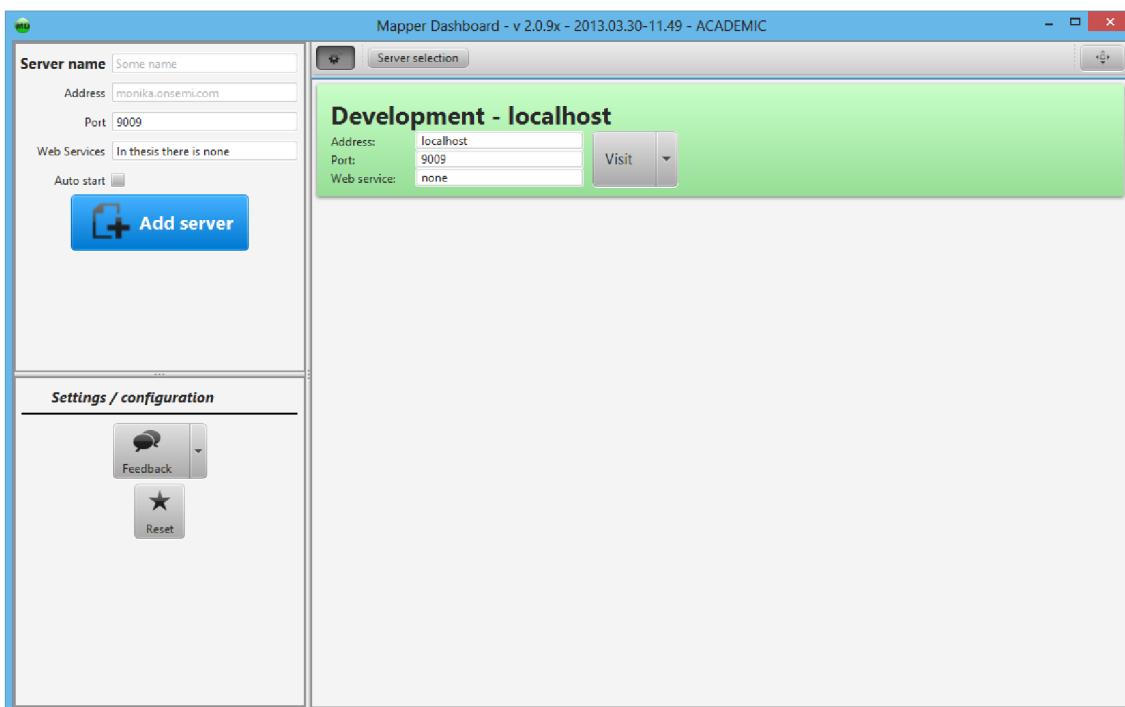 MD
Mapper Dashboard - v 2.0.9x - 2013.03.30-11.49 - ACADEMIC
Server name Some name
Address monika.onsemi.com
Port 9009
Web Services In thesis there is none
Auto start
Add server
Settings / configuration
Feedback
Reset
Server selection
Development - localhost
Address: localhost
Port: 9009
Web service: none
Visit